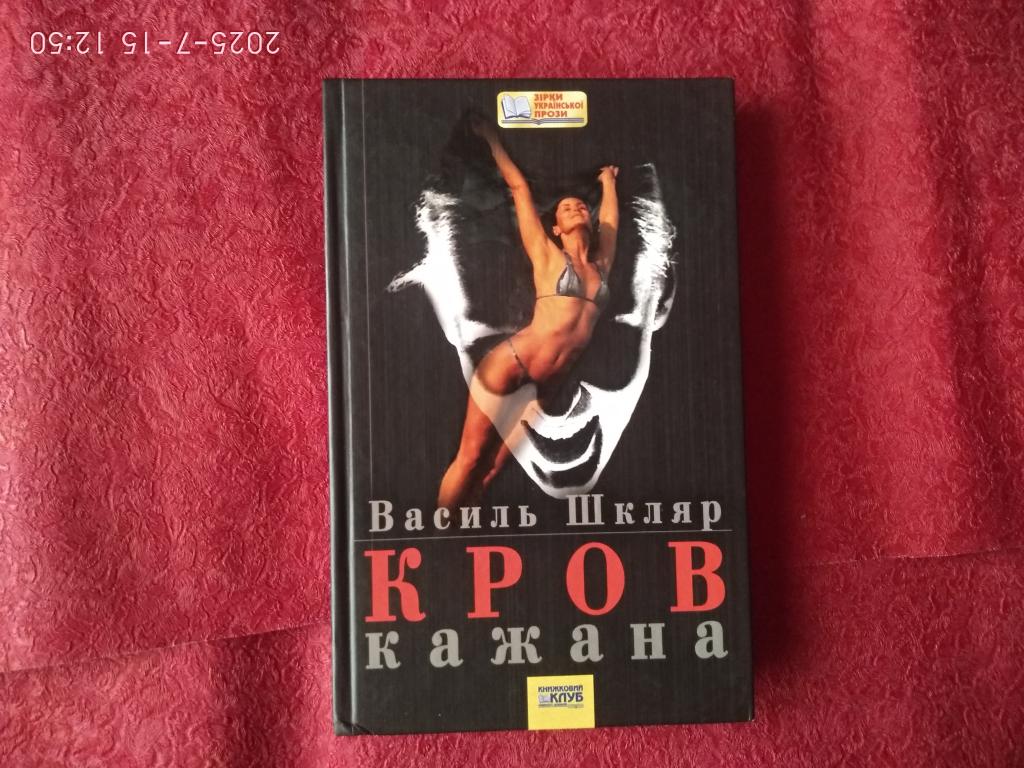 2025-7-15 12:50
ЗІРКИ
УКРАЇНСЬКОЇ
ПРОЗИ
Василь Шкляр
КРОВ
кажана
КНИЖКОВИЙ
КЛУБ